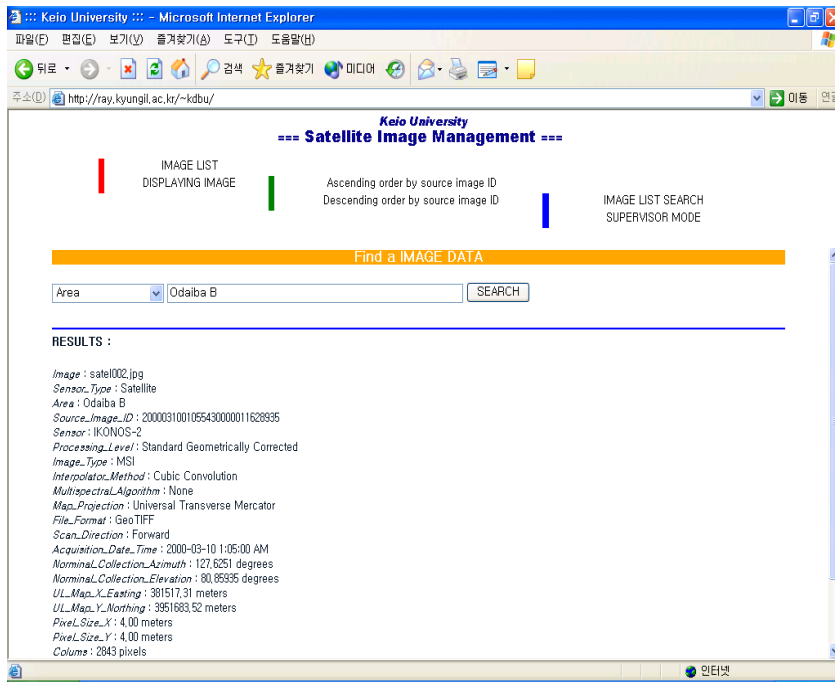 ::: Keio University ::: - Microsoft Internet Explorer
파일(F) 편집(E) 보기(V) 즐겨찾기(A) 도구(T) 도움말(H)
뒤로 검색 즐겨찾기 미디어
주소(D) http://ray.kyungil.ac.kr/~kdbu/ 이동 연결
Keio University
=== Satellite Image Management ===
IMAGE LIST
DISPLAYING IMAGE
Ascending order by source image ID
Descending order by source image ID
IMAGE LIST SEARCH
SUPERVISOR MODE
Find a IMAGE DATA
Area Odaiba B SEARCH
RESULTS :
Image : satel002.jpg
Sensor_Type : Satellite
Area : Odaiba B
Source_Image_ID : 2000031001055430000011628935
Sensor : IKONOS-2
Processing_Level : Standard Geometrically Corrected
Image_Type : MSI
Interpolator_Method : Cubic Convolution
Multispectral_Algorithm : None
Map_Projection : Universal Transverse Mercator
File_Format : GeoTIFF
Scan_Direction : Forward
Acquisition_Date_Time : 2000-03-10 1:05:00 AM
Norminal_Collection_Azimuth : 127.6251 degrees
Norminal_Collection_Elevation : 80.85935 degrees
UL_Map_X_Easting : 381517.31 meters
UL_Map_Y_Northing : 3951683.52 meters
Pixel_Size_X : 4.00 meters
Pixel_Size_Y : 4.00 meters
Colums : 2843 pixels
인터넷